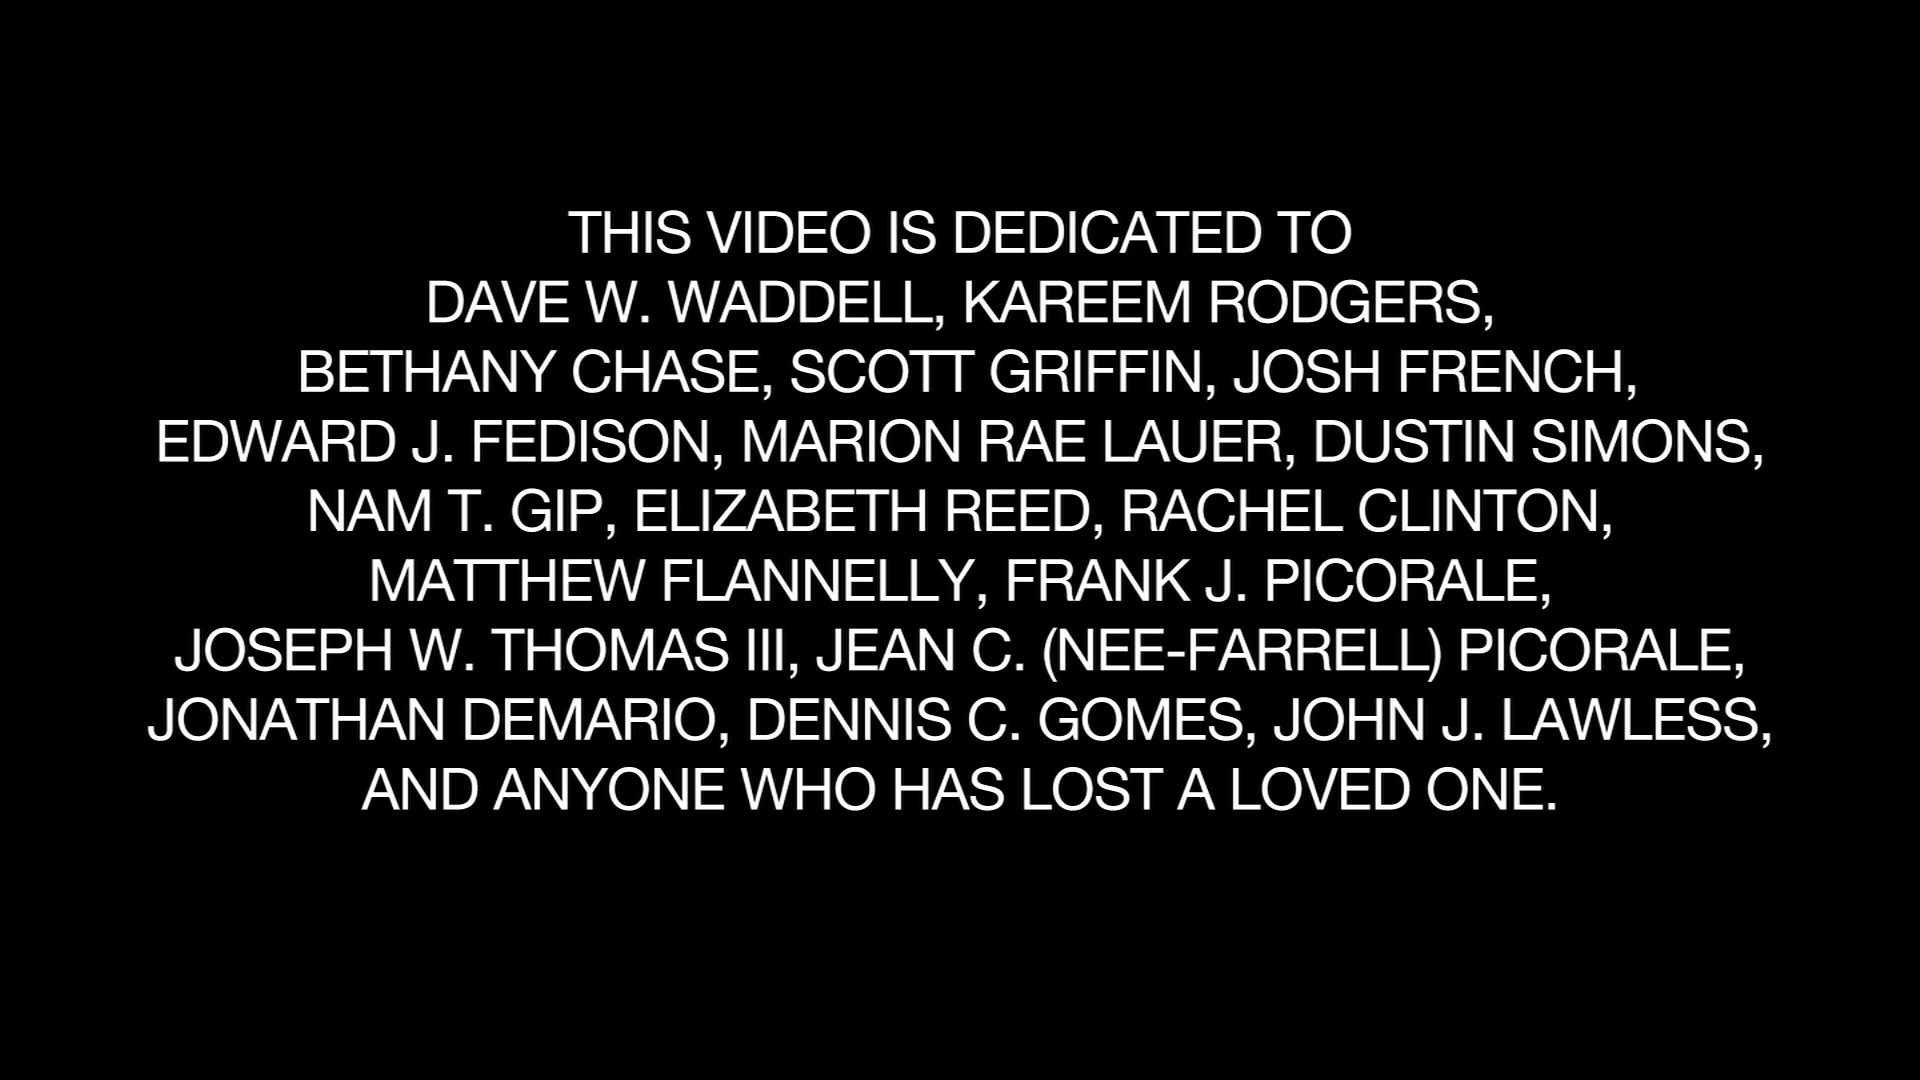 THIS VIDEO IS DEDICATED TO
DAVE W. WADDELL, KAREEM RODGERS,
BETHANY CHASE, SCOTT GRIFFIN, JOSH FRENCH,
EDWARD J. FEDISON, MARION RAE LAUER, DUSTIN SIMONS,
NAM T. GIP, ELIZABETH REED, RACHEL CLINTON,
MATTHEW FLANNELLY, FRANK J. PICORALE,
JOSEPH W. THOMAS III, JEAN C. (NEE-FARRELL) PICORALE,
JONATHAN DEMARIO, DENNIS C. GOMES, JOHN J. LAWLESS,
AND ANYONE WHO HAS LOST A LOVED ONE.